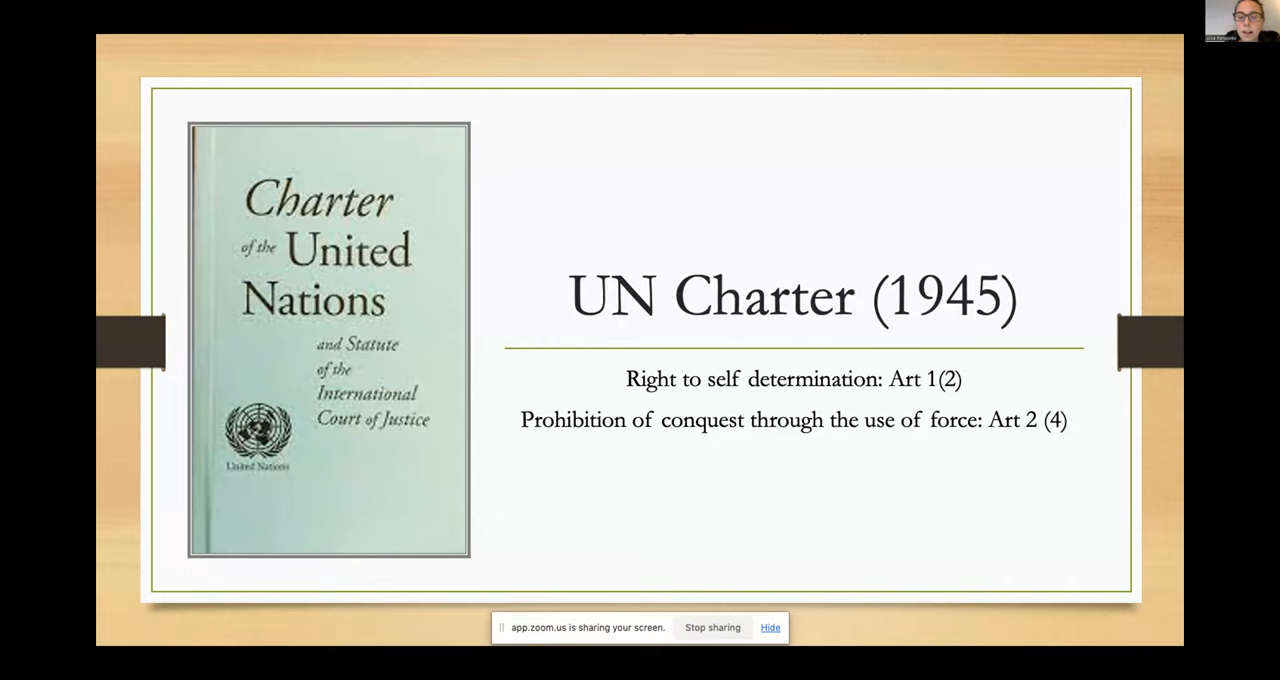 Charter
of the United
Nations
and Statute
of the
International
Court of Justice
United Nations
UN Charter (1945)
Right to self determination: Art 1(2)
Prohibition of conquest through the use of force: Art 2 (4)
app.zoom.us is sharing your screen. Stop sharing Hide